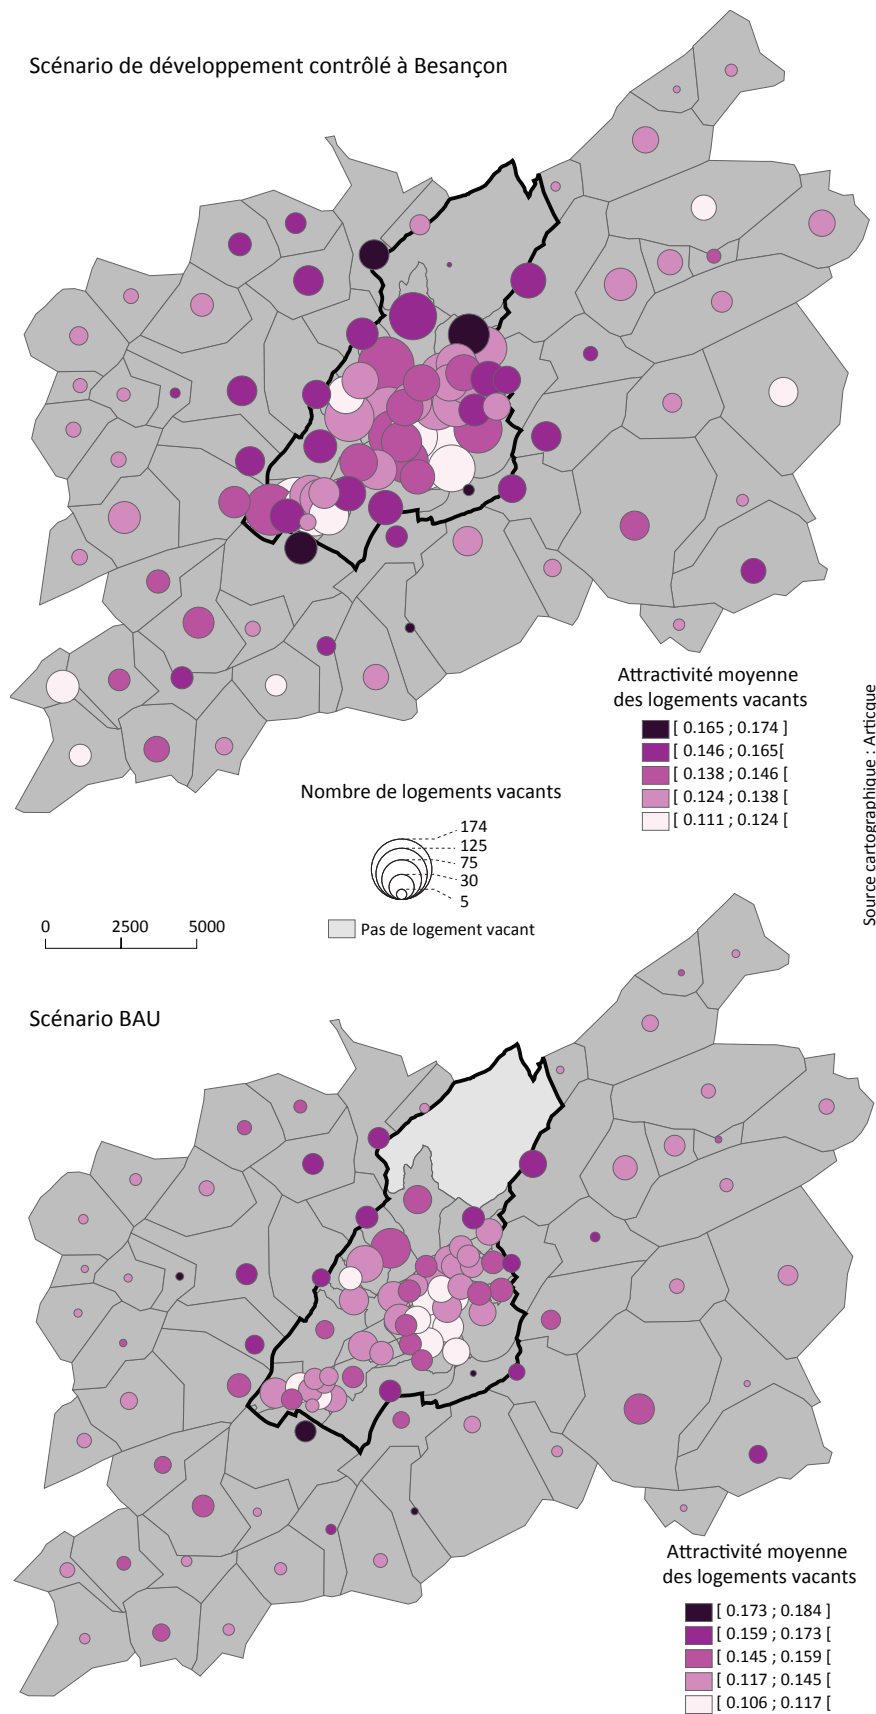 Scénario de développement contrôlé à Besançon
Attractivité moyenne
des logements vacants
[ 0.165 ; 0.174 ]
[ 0.146 ; 0.165[
[ 0.138 ; 0.146 [
[ 0.124 ; 0.138 [
[ 0.111 ; 0.124 [
Source cartographique : Articque
Nombre de logements vacants
174
125
75
30
5
Pas de logement vacant
0 2500 5000
Scénario BAU
Attractivité moyenne
des logements vacants
[ 0.173 ; 0.184 ]
[ 0.159 ; 0.173 [
[ 0.145 ; 0.159 [
[ 0.117 ; 0.145 [
[ 0.106 ; 0.117 [